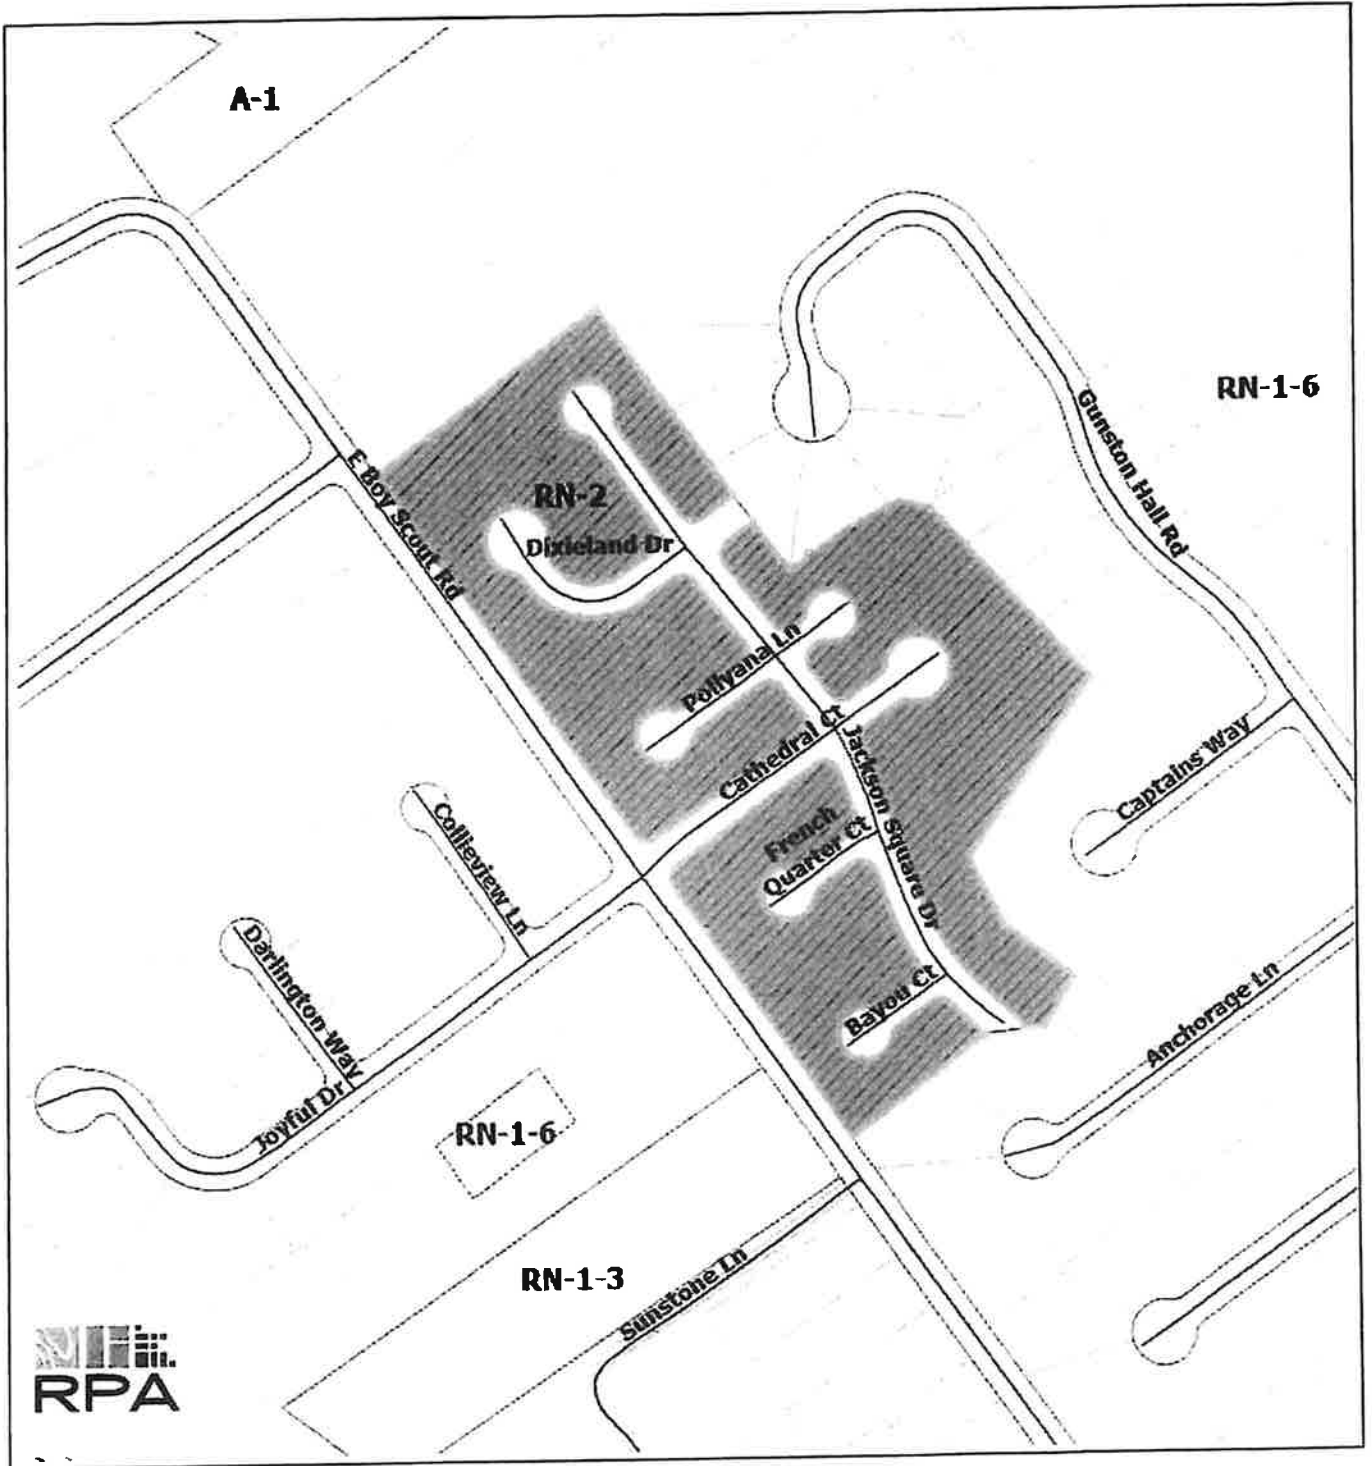 A-1
RN-1-6
Gunston Hall Rd
E Boy Scout Rd
RN-2
Dixieland Dr
Pollyana Ln
Cathedral Ct
Jackson Square Dr
Captains Way
French
Quarter Ct
Collieview Ln
Darlington Way
Bayou Ct
Anchorage Ln
Joyful Dr
RN-1-6
RN-1-3
Sunstone Ln
RPA